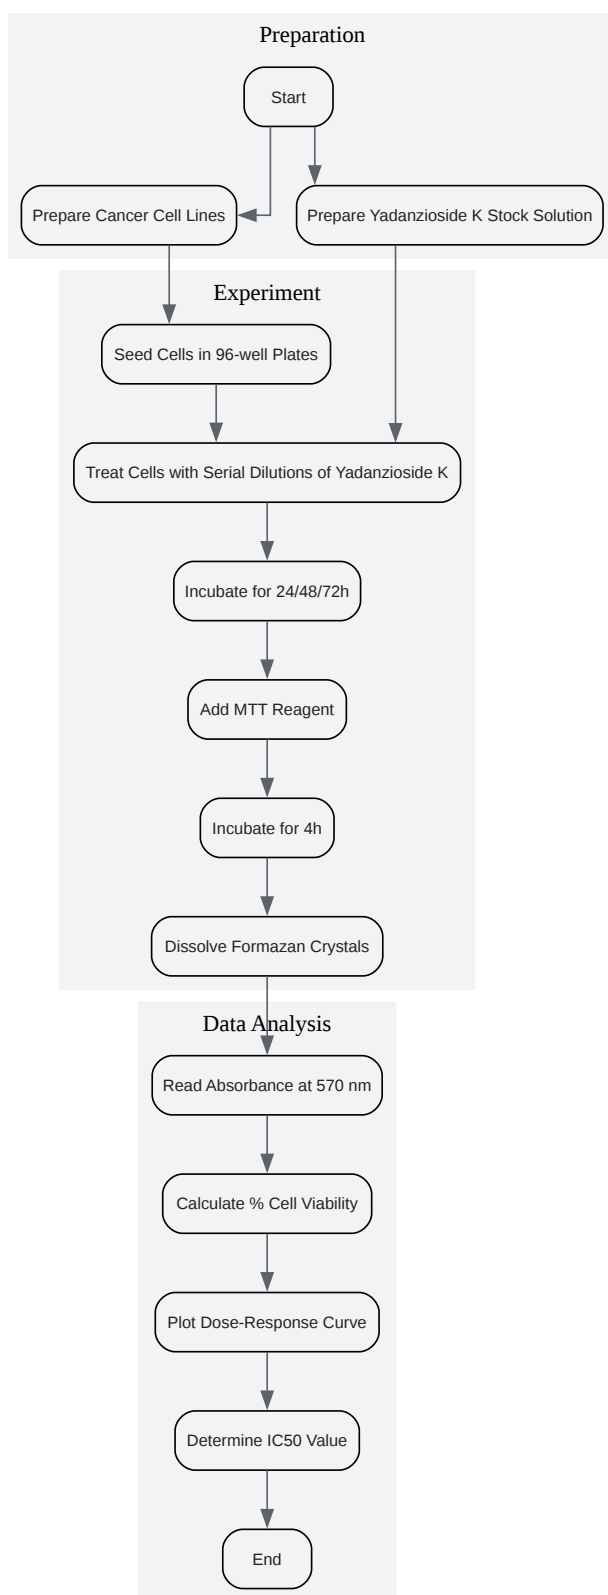 Preparation
Start
Prepare Cancer Cell Lines
Prepare Yadanzioside K Stock Solution
Experiment
Seed Cells in 96-well Plates
Treat Cells with Serial Dilutions of Yadanzioside K
Incubate for 24/48/72h
Add MTT Reagent
Incubate for 4h
Dissolve Formazan Crystals
Data Analysis
Read Absorbance at 570 nm
Calculate % Cell Viability
Plot Dose-Response Curve
Determine IC50 Value
End